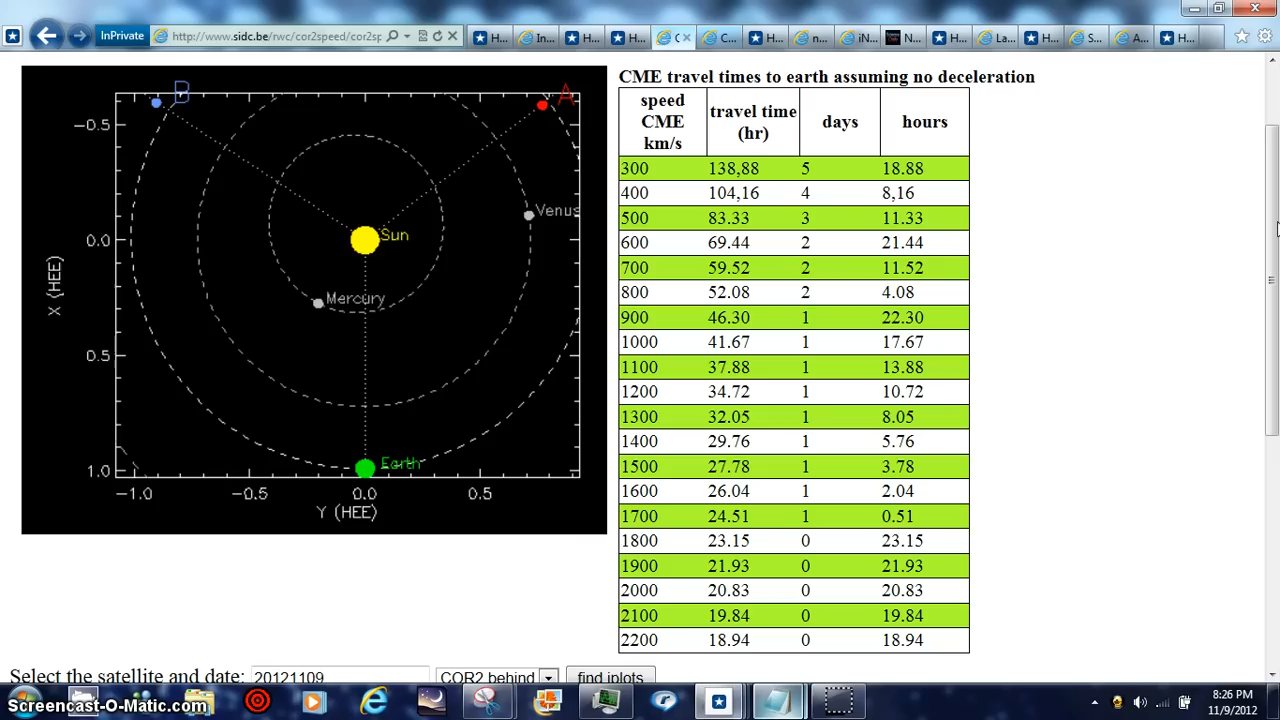 InPrivate
http://www.sidc.be/rwc/cor2speed/cor2sp
H...
In...
H...
H...
C
C...
H...
n...
iN...
N...
H...
La...
H...
S...
A...
H...
CME travel times to earth assuming no deceleration
speed CME km/s travel time (hr) days hours
300 138,88 5 18.88
400 104,16 4 8,16
500 83.33 3 11.33
600 69.44 2 21.44
700 59.52 2 11.52
800 52.08 2 4.08
900 46.30 1 22.30
1000 41.67 1 17.67
1100 37.88 1 13.88
1200 34.72 1 10.72
1300 32.05 1 8.05
1400 29.76 1 5.76
1500 27.78 1 3.78
1600 26.04 1 2.04
1700 24.51 1 0.51
1800 23.15 0 23.15
1900 21.93 0 21.93
2000 20.83 0 20.83
2100 19.84 0 19.84
2200 18.94 0 18.94
B
A
-0.5
Venus
0.0
Sun
X (HEE)
Mercury
0.5
1.0
Earth
-1.0 -0.5 0.0 0.5
Y (HEE)
Select the satellite and date: 20121109 COR2 behind find jplots
Screencast-O-Matic.com
8:26 PM
11/9/2012